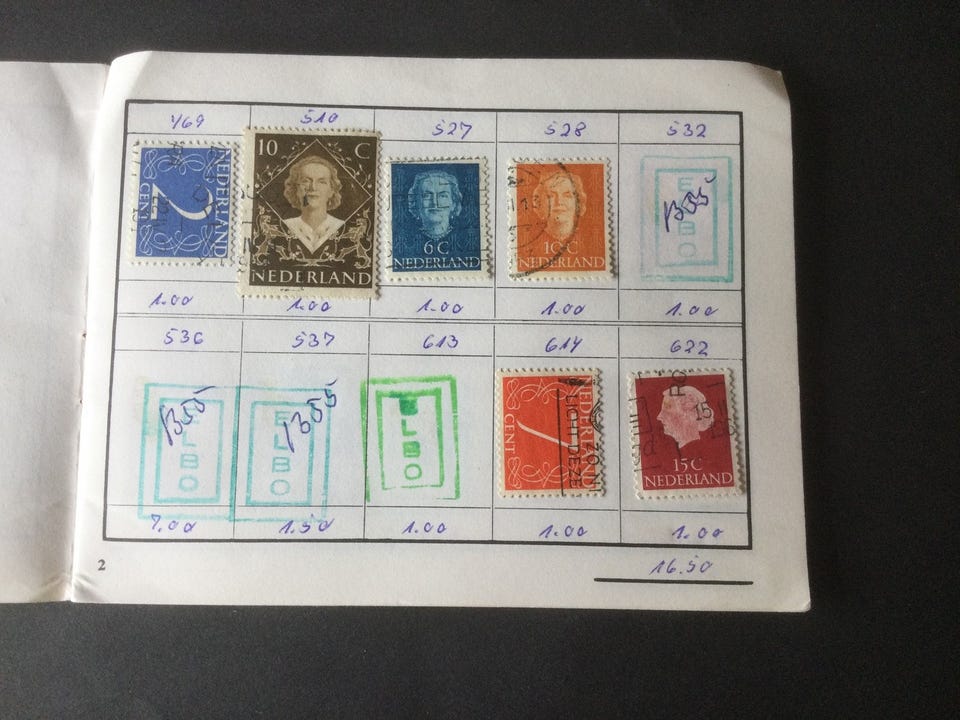 469 510 527 528 532
NEDERLAND
2
CENT
10 C
NEDERLAND
6C
NEDERLAND
10C
NEDERLAND
ELBO
1355
1.00 1.00 1.00 1.00 1.00
536 537 613 614 622
ELBO
1355
ELBO
1355
ELBO
NEDERLAND
1
CENT
15C
NEDERLAND
15
7.00 1.50 1.00 1.00 1.00
2
16.50